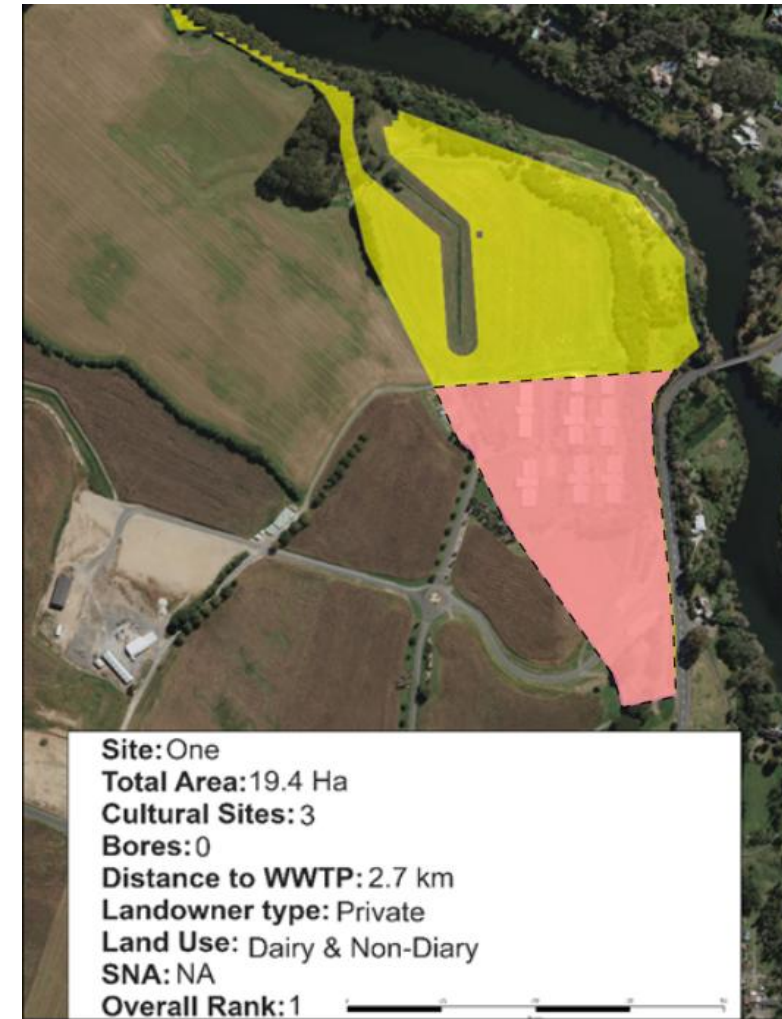 Site: One
Total Area: 19.4 Ha
Cultural Sites: 3
Bores: 0
Distance to WWTP: 2.7 km
Landowner type: Private
Land Use: Dairy & Non-Diary
SNA: NA
Overall Rank: 1